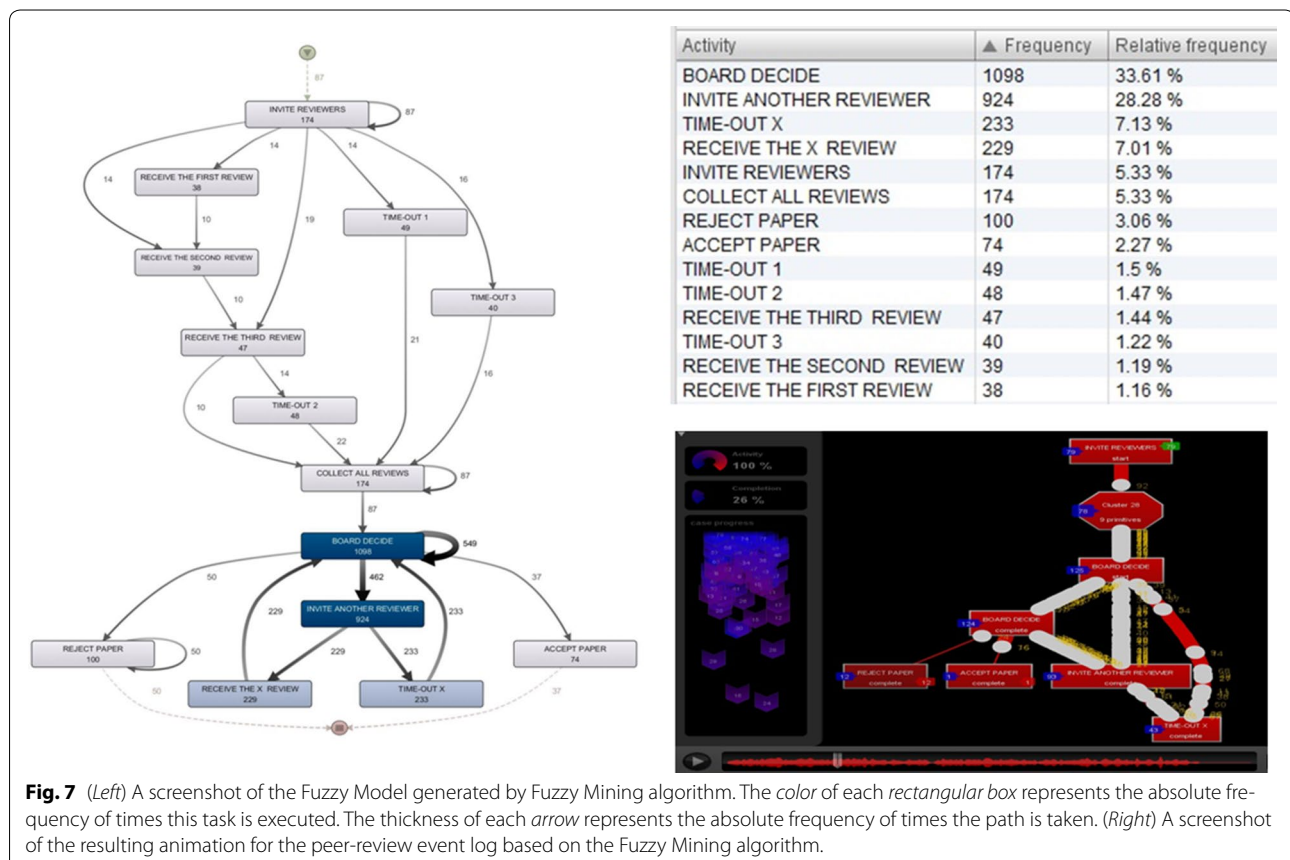 87
INVITE REVIEWERS
174
87
14
14
14
16
19
RECEIVE THE FIRST REVIEW
38
10
TIME-OUT 1
49
RECEIVE THE SECOND REVIEW
39
10
TIME-OUT 3
40
RECEIVE THE THIRD REVIEW
47
21
14
16
10
TIME-OUT 2
48
22
COLLECT ALL REVIEWS
174
87
87
BOARD DECIDE
1098
549
50
462
37
229
INVITE ANOTHER REVIEWER
924
233
229
233
REJECT PAPER
100
50
ACCEPT PAPER
74
RECEIVE THE X REVIEW
229
TIME-OUT X
233
50
37
Activity Frequency Relative frequency
BOARD DECIDE 1098 33.61 %
INVITE ANOTHER REVIEWER 924 28.28 %
TIME-OUT X 233 7.13 %
RECEIVE THE X REVIEW 229 7.01 %
INVITE REVIEWERS 174 5.33 %
COLLECT ALL REVIEWS 174 5.33 %
REJECT PAPER 100 3.06 %
ACCEPT PAPER 74 2.27 %
TIME-OUT 1 49 1.5 %
TIME-OUT 2 48 1.47 %
RECEIVE THE THIRD REVIEW 47 1.44 %
TIME-OUT 3 40 1.22 %
RECEIVE THE SECOND REVIEW 39 1.19 %
RECEIVE THE FIRST REVIEW 38 1.16 %
Activity
100 %
Completion
26 %
case progress
INVITE REVIEWERS
start
79
92
Cluster 28
9 primitives
78
BOARD DECIDE
start
128
BOARD DECIDE
complete
124
76
REJECT PAPER
complete
12
12
ACCEPT PAPER
complete
1
1
INVITE ANOTHER REVIEWER
complete
93
TIME-OUT X
complete
43
Fig. 7 (Left) A screenshot of the Fuzzy Model generated by Fuzzy Mining algorithm. The color of each rectangular box represents the absolute fre-
quency of times this task is executed. The thickness of each arrow represents the absolute frequency of times the path is taken. (Right) A screenshot
of the resulting animation for the peer-review event log based on the Fuzzy Mining algorithm.